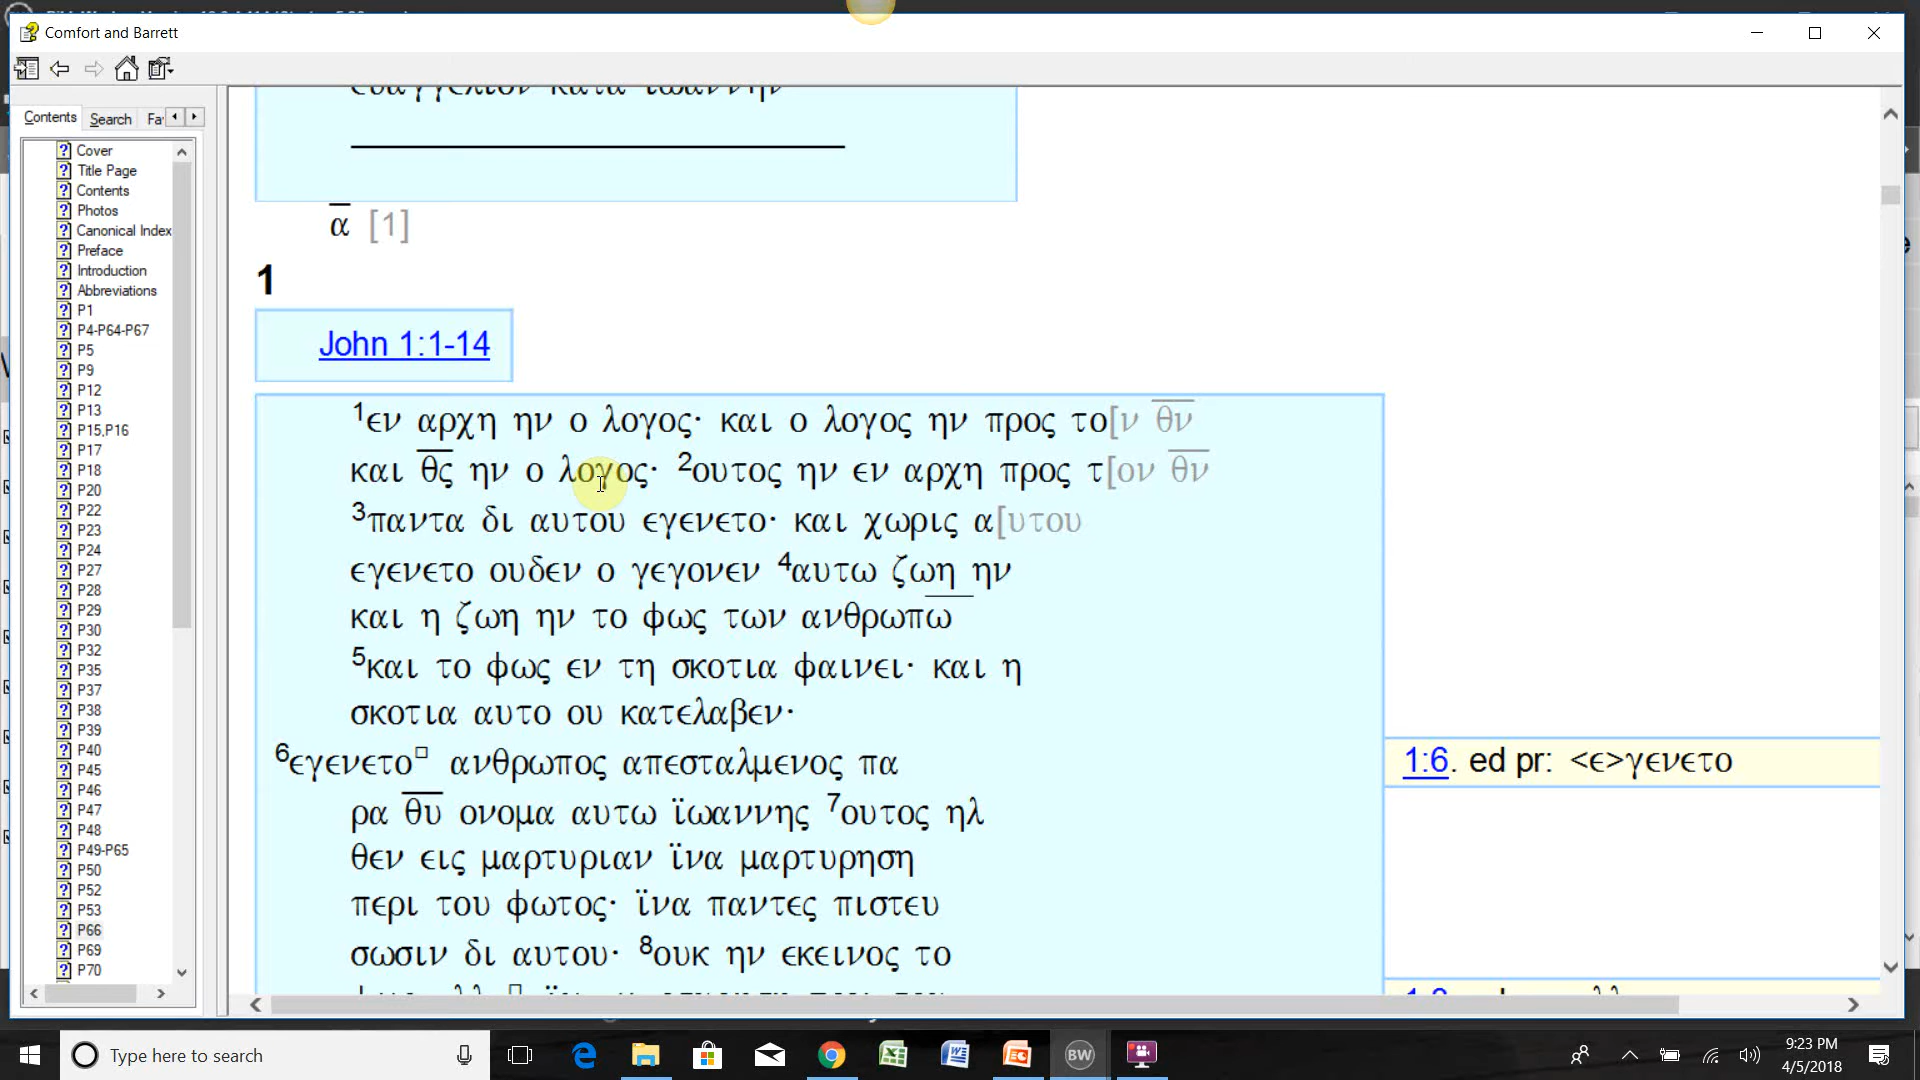 Comfort and Barrett
Contents Search Fa
Cover
Title Page
Contents
Photos
Canonical Index
Preface
Introduction
Abbreviations
P1
P4-P64-P67
P5
P9
P12
P13
P15,P16
P17
P18
P20
P22
P23
P24
P27
P28
P29
P30
P32
P35
P37
P38
P39
P40
P45
P46
P47
P48
P49-P65
P50
P52
P53
P66
P69
P70
ευαγγελιον κατα ιωαννην
α̅ [1]
1
John 1:1-14
¹εν αρχη ην ο λογος· και ο λογος ην προς το[ν θ̅ν̅
και θ̅ς̅ ην ο λογος· ²ουτος ην εν αρχη προς τ[ον θ̅ν̅
³παντα δι αυτου εγενετο· και χωρις α[υτου
εγενετο ουδεν ο γεγονεν ⁴αυτω ζωη ην
και η ζωη ην το φως των ανθρωπω̅
⁵και το φως εν τη σκοτια φαινει· και η
σκοτια αυτο ου κατελαβεν·
⁶εγενετο□ ανθρωπος απεσταλμενος πα
ρα θ̅υ̅ ονομα αυτω ϊωαννης ⁷ουτος ηλ
θεν εις μαρτυριαν ϊνα μαρτυρηση
περι του φωτος· ϊνα παντες πιστευ
σωσιν δι αυτου· ⁸ουκ ην εκεινος το
1:6. ed pr: <ε>γενετο
Type here to search
BW
9:23 PM
4/5/2018